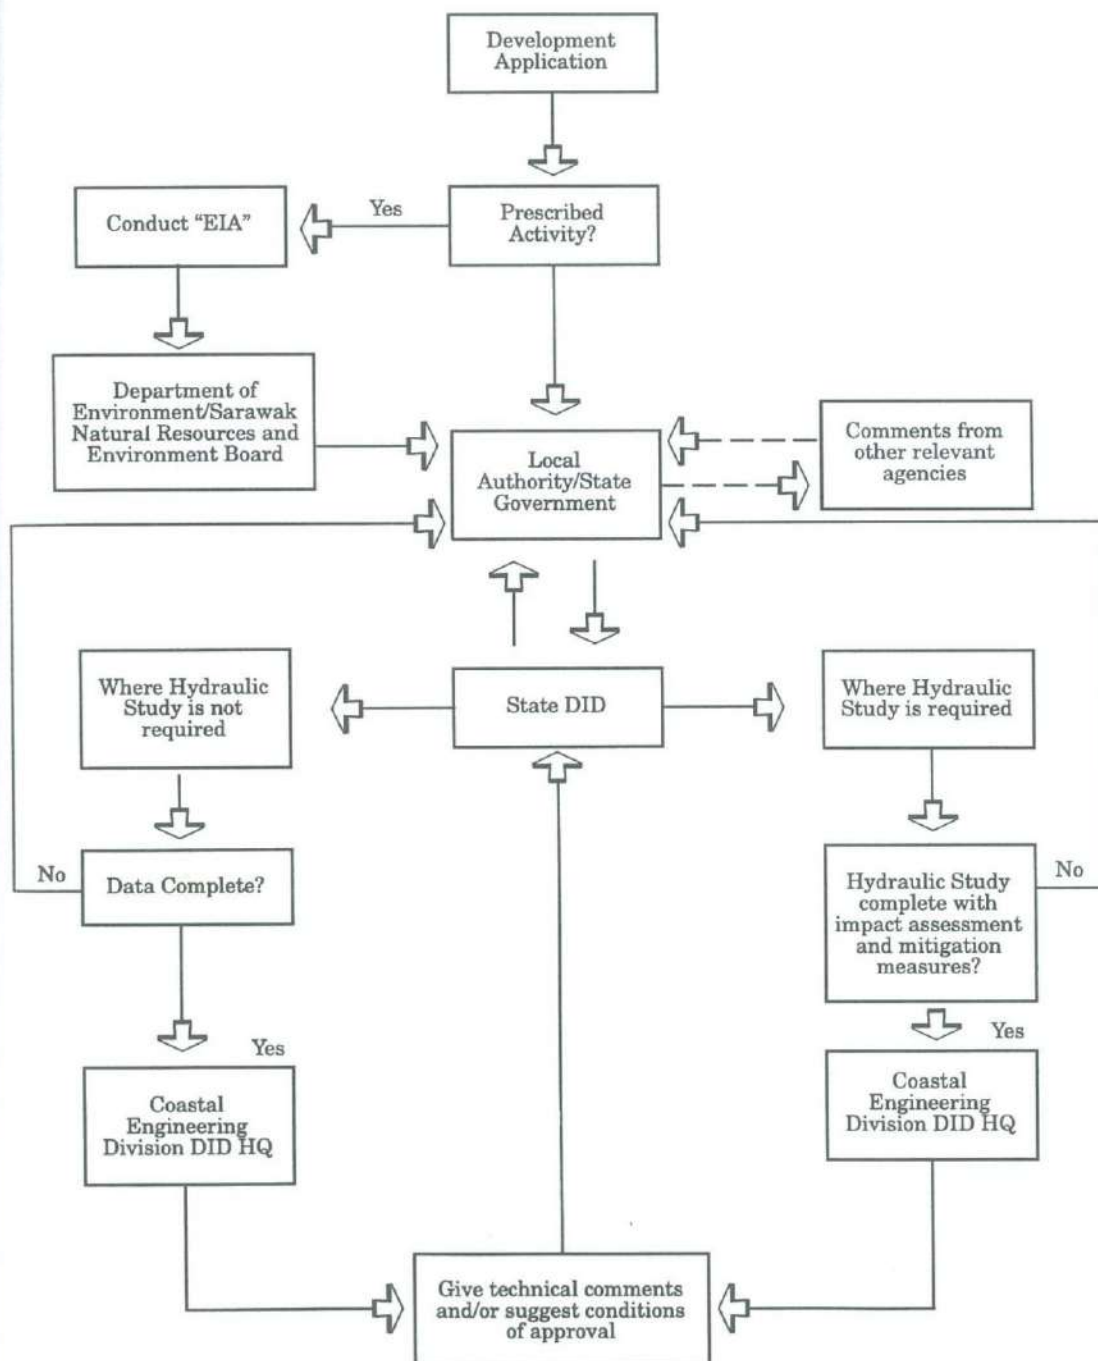 Development
Application
Yes
Conduct “EIA”
Prescribed
Activity?
Department of
Environment/Sarawak
Natural Resources and
Environment Board
Local
Authority/State
Government
Comments from
other relevant
agencies
Where Hydraulic
Study is not
required
State DID
Where Hydraulic
Study is required
No
Data Complete?
Hydraulic Study
complete with
impact assessment
and mitigation
measures?
No
Yes
Yes
Coastal
Engineering
Division DID HQ
Coastal
Engineering
Division DID HQ
Give technical comments
and/or suggest conditions
of approval